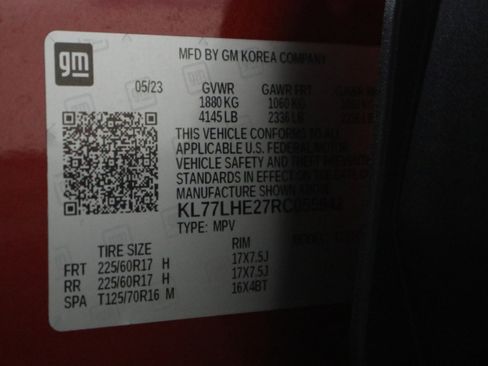 gm
MFD BY GM KOREA COMPANY
05/23 GVWR GAWR FRT GAWR
1880 KG 1060 KG
4145 LB 2336 LB
THIS VEHICLE CONFORMS TO ALL
APPLICABLE U.S. FEDERAL MOTOR
VEHICLE SAFETY AND THEFT PREVENTION
STANDARDS IN EFFECT ON THE DATE OF
MANUFACTURE SHOWN ABOVE.
TYPE: MPV
TIRE SIZE RIM
FRT 225/60R17 H 17X7.5J
RR 225/60R17 H 17X7.5J
SPA T125/70R16 M 16X4BT